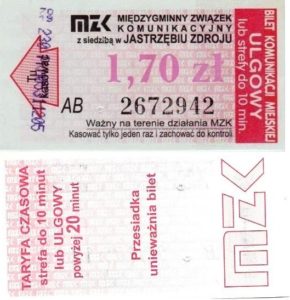 MZK MIĘDZYGMINNY ZWIĄZEK
KOMUNIKACYJNY
z siedzibą w JASTRZĘBIU ZDROJU
1,70 zł
AB 2672942
Ważny na terenie działania MZK
Kasować tylko jeden raz i zachować do kontroli.
BILET KOMUNIKACJI MIEJSKIEJ
ULGOWY
lub strefa do 10 min.
TARYFA CZASOWA
strefa do 10 minut
lub ULGOWY
powyżej 20 minut
Przesiadka
unieważnia bilet
MZK